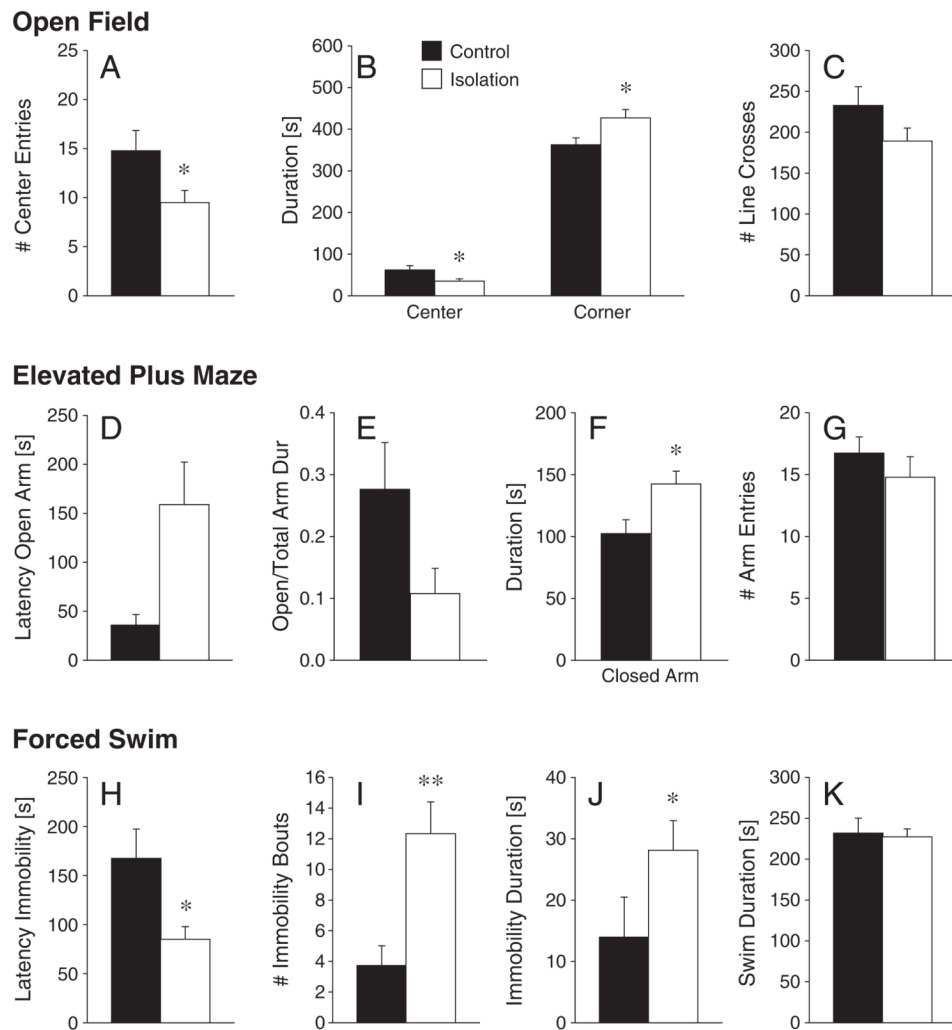 Open Field
A
# Center Entries
25
20
15
10
5
0
*
B
Duration [s]
600
500
400
300
200
100
0
Control
Isolation
*
*
Center
Corner
C
# Line Crosses
300
250
200
150
100
50
0
Elevated Plus Maze
D
Latency Open Arm [s]
250
200
150
100
50
0
E
Open/Total Arm Dur
0.4
0.3
0.2
0.1
0.0
F
Duration [s]
200
150
100
50
0
*
Closed Arm
G
# Arm Entries
20
15
10
5
0
Forced Swim
H
Latency Immobility [s]
250
200
150
100
50
0
*
I
# Immobility Bouts
16
14
12
10
8
6
4
2
0
**
J
Immobility Duration [s]
40
30
20
10
0
*
K
Swim Duration [s]
300
250
200
150
100
50
0